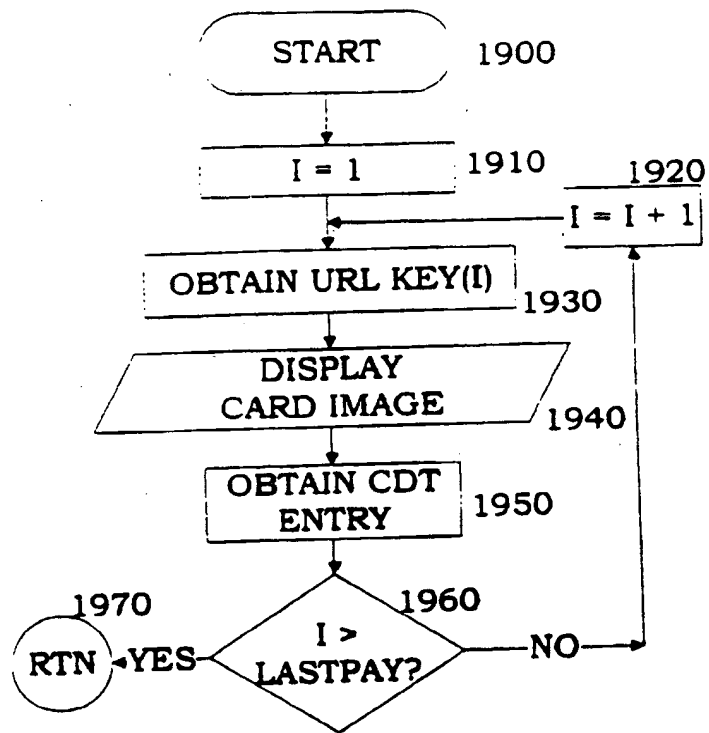 START
1900
I = 1
1910
1920
I = I + 1
OBTAIN URL KEY(I)
1930
DISPLAY
CARD IMAGE
1940
OBTAIN CDT
ENTRY
1950
1960
I >
LASTPAY?
NO
YES
1970
RTN